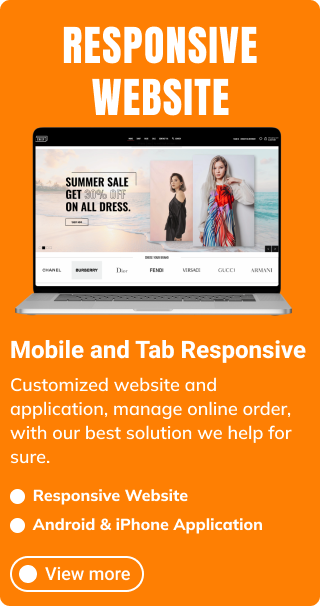 RESPONSIVE
WEBSITE
SUMMER SALE
GET 30% OFF
ON ALL DRESS.
CHANEL BURBERRY Dior FENDI VERSACE GUCCI ARMANI
Mobile and Tab Responsive
Customized website and
application, manage online order,
with our best solution we help for
sure.
Responsive Website
Android & iPhone Application
View more